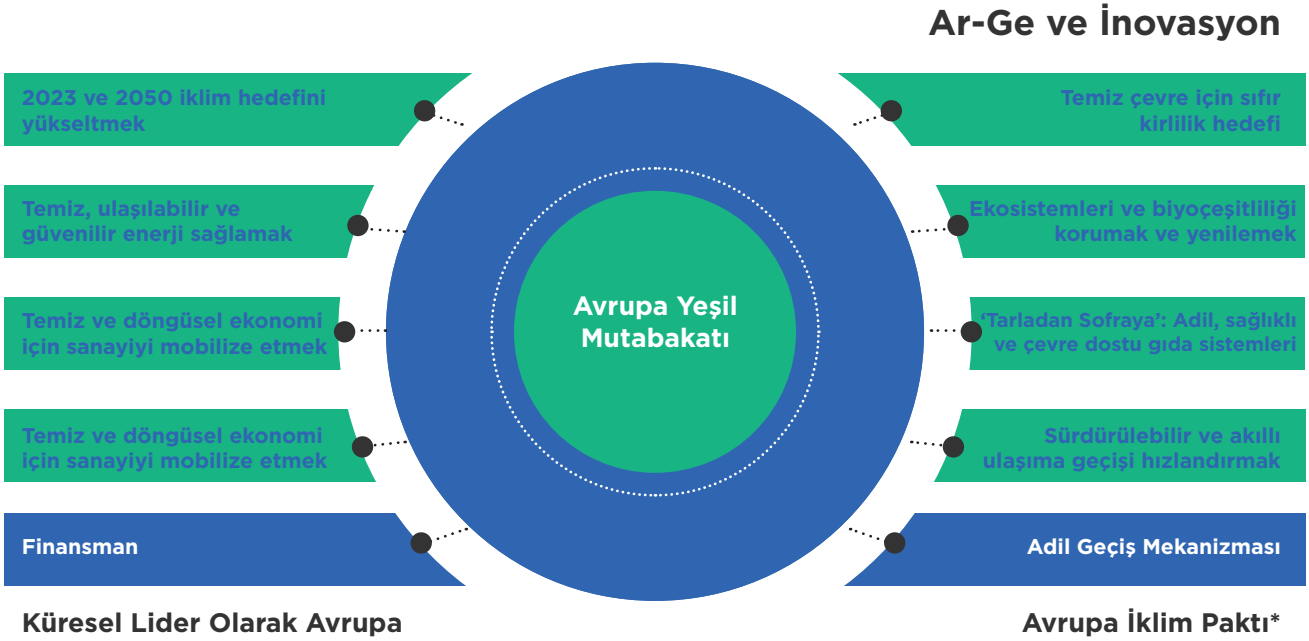 Ar-Ge ve İnovasyon
2023 ve 2050 iklim hedefini
yükseltmek
Temiz, ulaşılabilir ve
güvenilir enerji sağlamak
Temiz ve döngüsel ekonomi
için sanayiyi mobilize etmek
Temiz ve döngüsel ekonomi
için sanayiyi mobilize etmek
Finansman
Avrupa Yeşil
Mutabakatı
Temiz çevre için sıfır
kirlilik hedefi
Ekosistemleri ve biyoçeşitliliği
korumak ve yenilemek
'Tarladan Sofraya': Adil, sağlıklı
ve çevre dostu gıda sistemleri
Sürdürülebilir ve akıllı
ulaşıma geçişi hızlandırmak
Adil Geçiş Mekanizması
Küresel Lider Olarak Avrupa
Avrupa İklim Paktı*